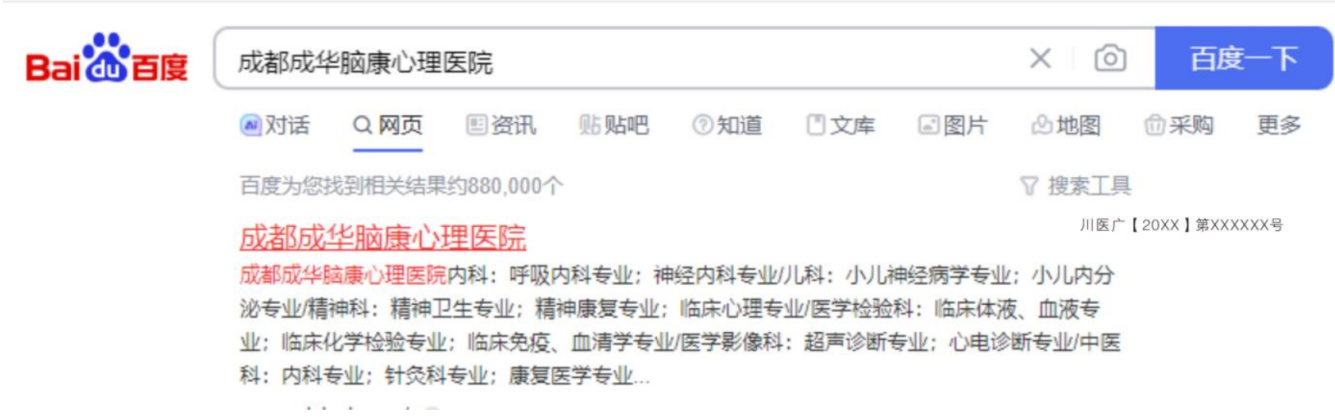 Bai du 百度
成都成华脑康心理医院
百度一下
Ai 对话 网页 资讯 贴 贴吧 知道 文库 图片 地图 采购 更多
百度为您找到相关结果约880,000个 搜索工具
成都成华脑康心理医院 川医广【20XX】第XXXXXX号
成都成华脑康心理医院内科：呼吸内科专业；神经内科专业/儿科：小儿神经病学专业；小儿内分
泌专业/精神科：精神卫生专业；精神康复专业；临床心理专业/医学检验科：临床体液、血液专
业；临床化学检验专业；临床免疫、血清学专业/医学影像科：超声诊断专业；心电诊断专业/中医
科：内科专业；针灸科专业；康复医学专业...